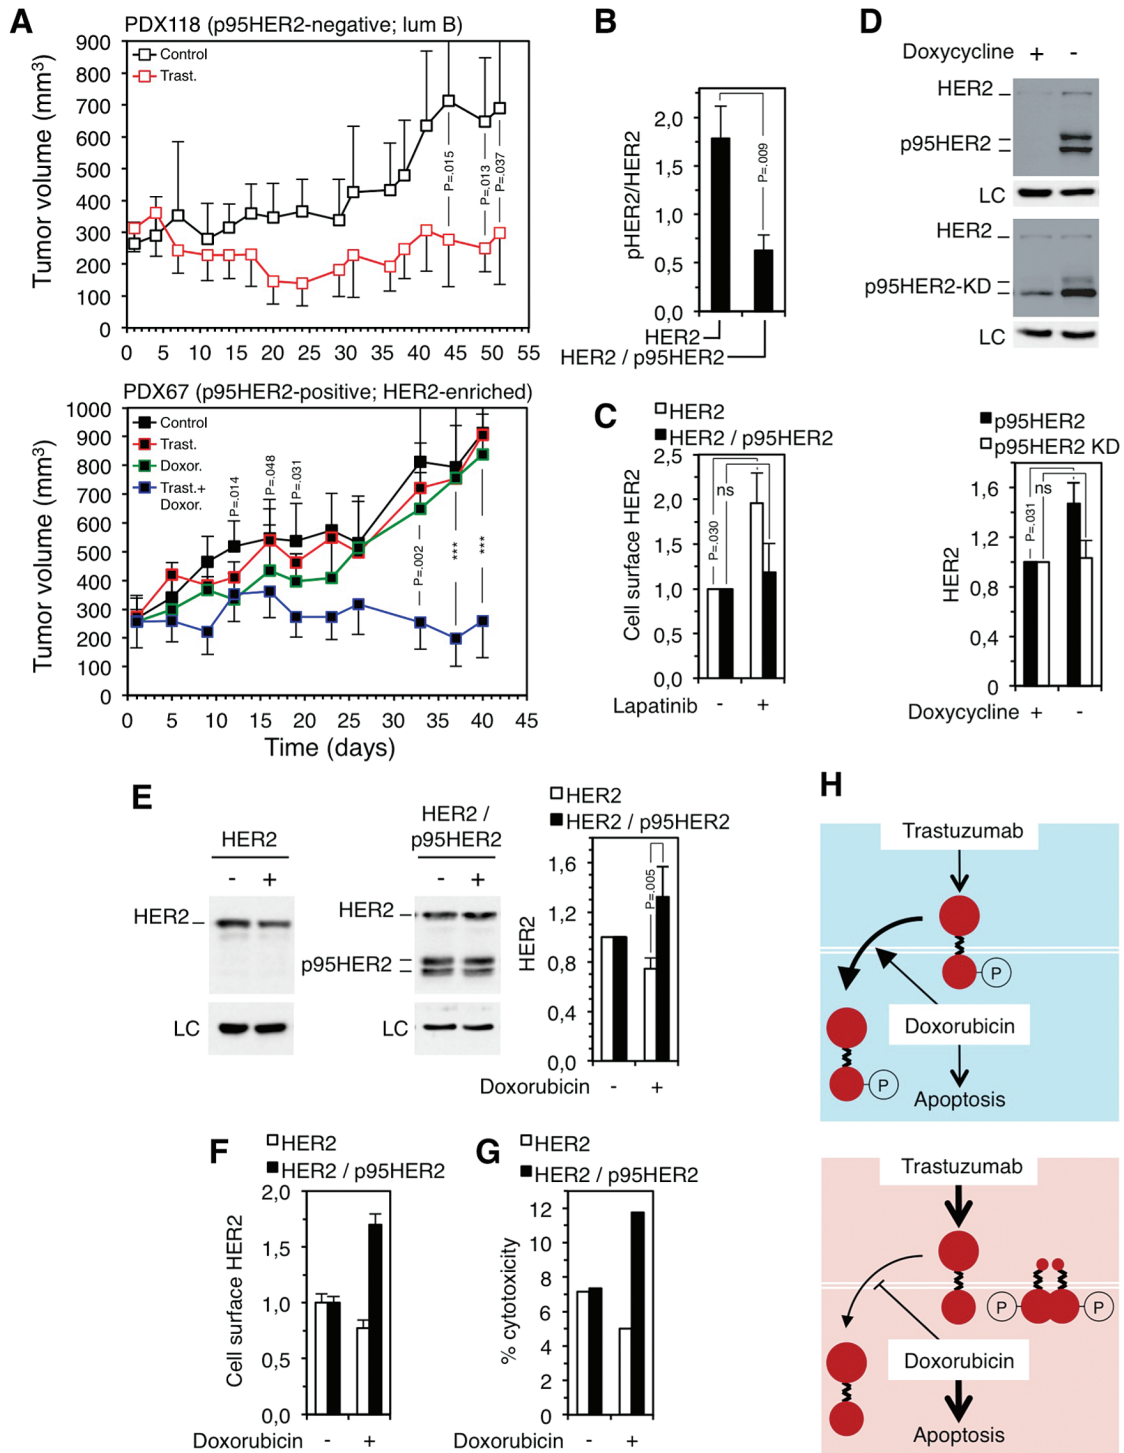 A
PDX118 (p95HER2-negative; lum B)
Tumor volume (mm³)
900
800
700
600
500
400
300
200
100
0
Control
Trast.
P=.015
P=.013
P=.037
0 5 10 15 20 25 30 35 40 45 50 55
PDX67 (p95HER2-positive; HER2-enriched)
Tumor volume (mm³)
1000
900
800
700
600
500
400
300
200
100
0
Control
Trast.
Doxor.
Trast.+
Doxor.
P=.014
P=.048
P=.031
P=.002
***
***
0 5 10 15 20 25 30 35 40 45
Time (days)
B
pHER2/HER2
2,0
1,5
1,0
0,5
0,0
P=.009
HER2
HER2 / p95HER2
C
HER2
HER2 / p95HER2
Cell surface HER2
2,5
2,0
1,5
1,0
0,5
0,0
ns
P=.030
Lapatinib - +
D
Doxycycline + -
HER2
p95HER2
LC
HER2
p95HER2-KD
LC
p95HER2
p95HER2 KD
HER2
1,6
1,2
0,8
0,4
0
ns
P=.031
Doxycycline + -
E
HER2
- +
HER2
LC
HER2 /
p95HER2
- +
HER2
p95HER2
LC
HER2
HER2 / p95HER2
HER2
1,6
1,2
0,8
0,4
0,0
P=.005
Doxorubicin - +
F
HER2
HER2 / p95HER2
Cell surface HER2
2,0
1,5
1,0
0,5
0,0
Doxorubicin - +
G
HER2
HER2 / p95HER2
% cytotoxicity
12
10
8
6
4
2
0
Doxorubicin - +
H
Trastuzumab
P
Doxorubicin
P
Apoptosis
Trastuzumab
P P
Doxorubicin
Apoptosis